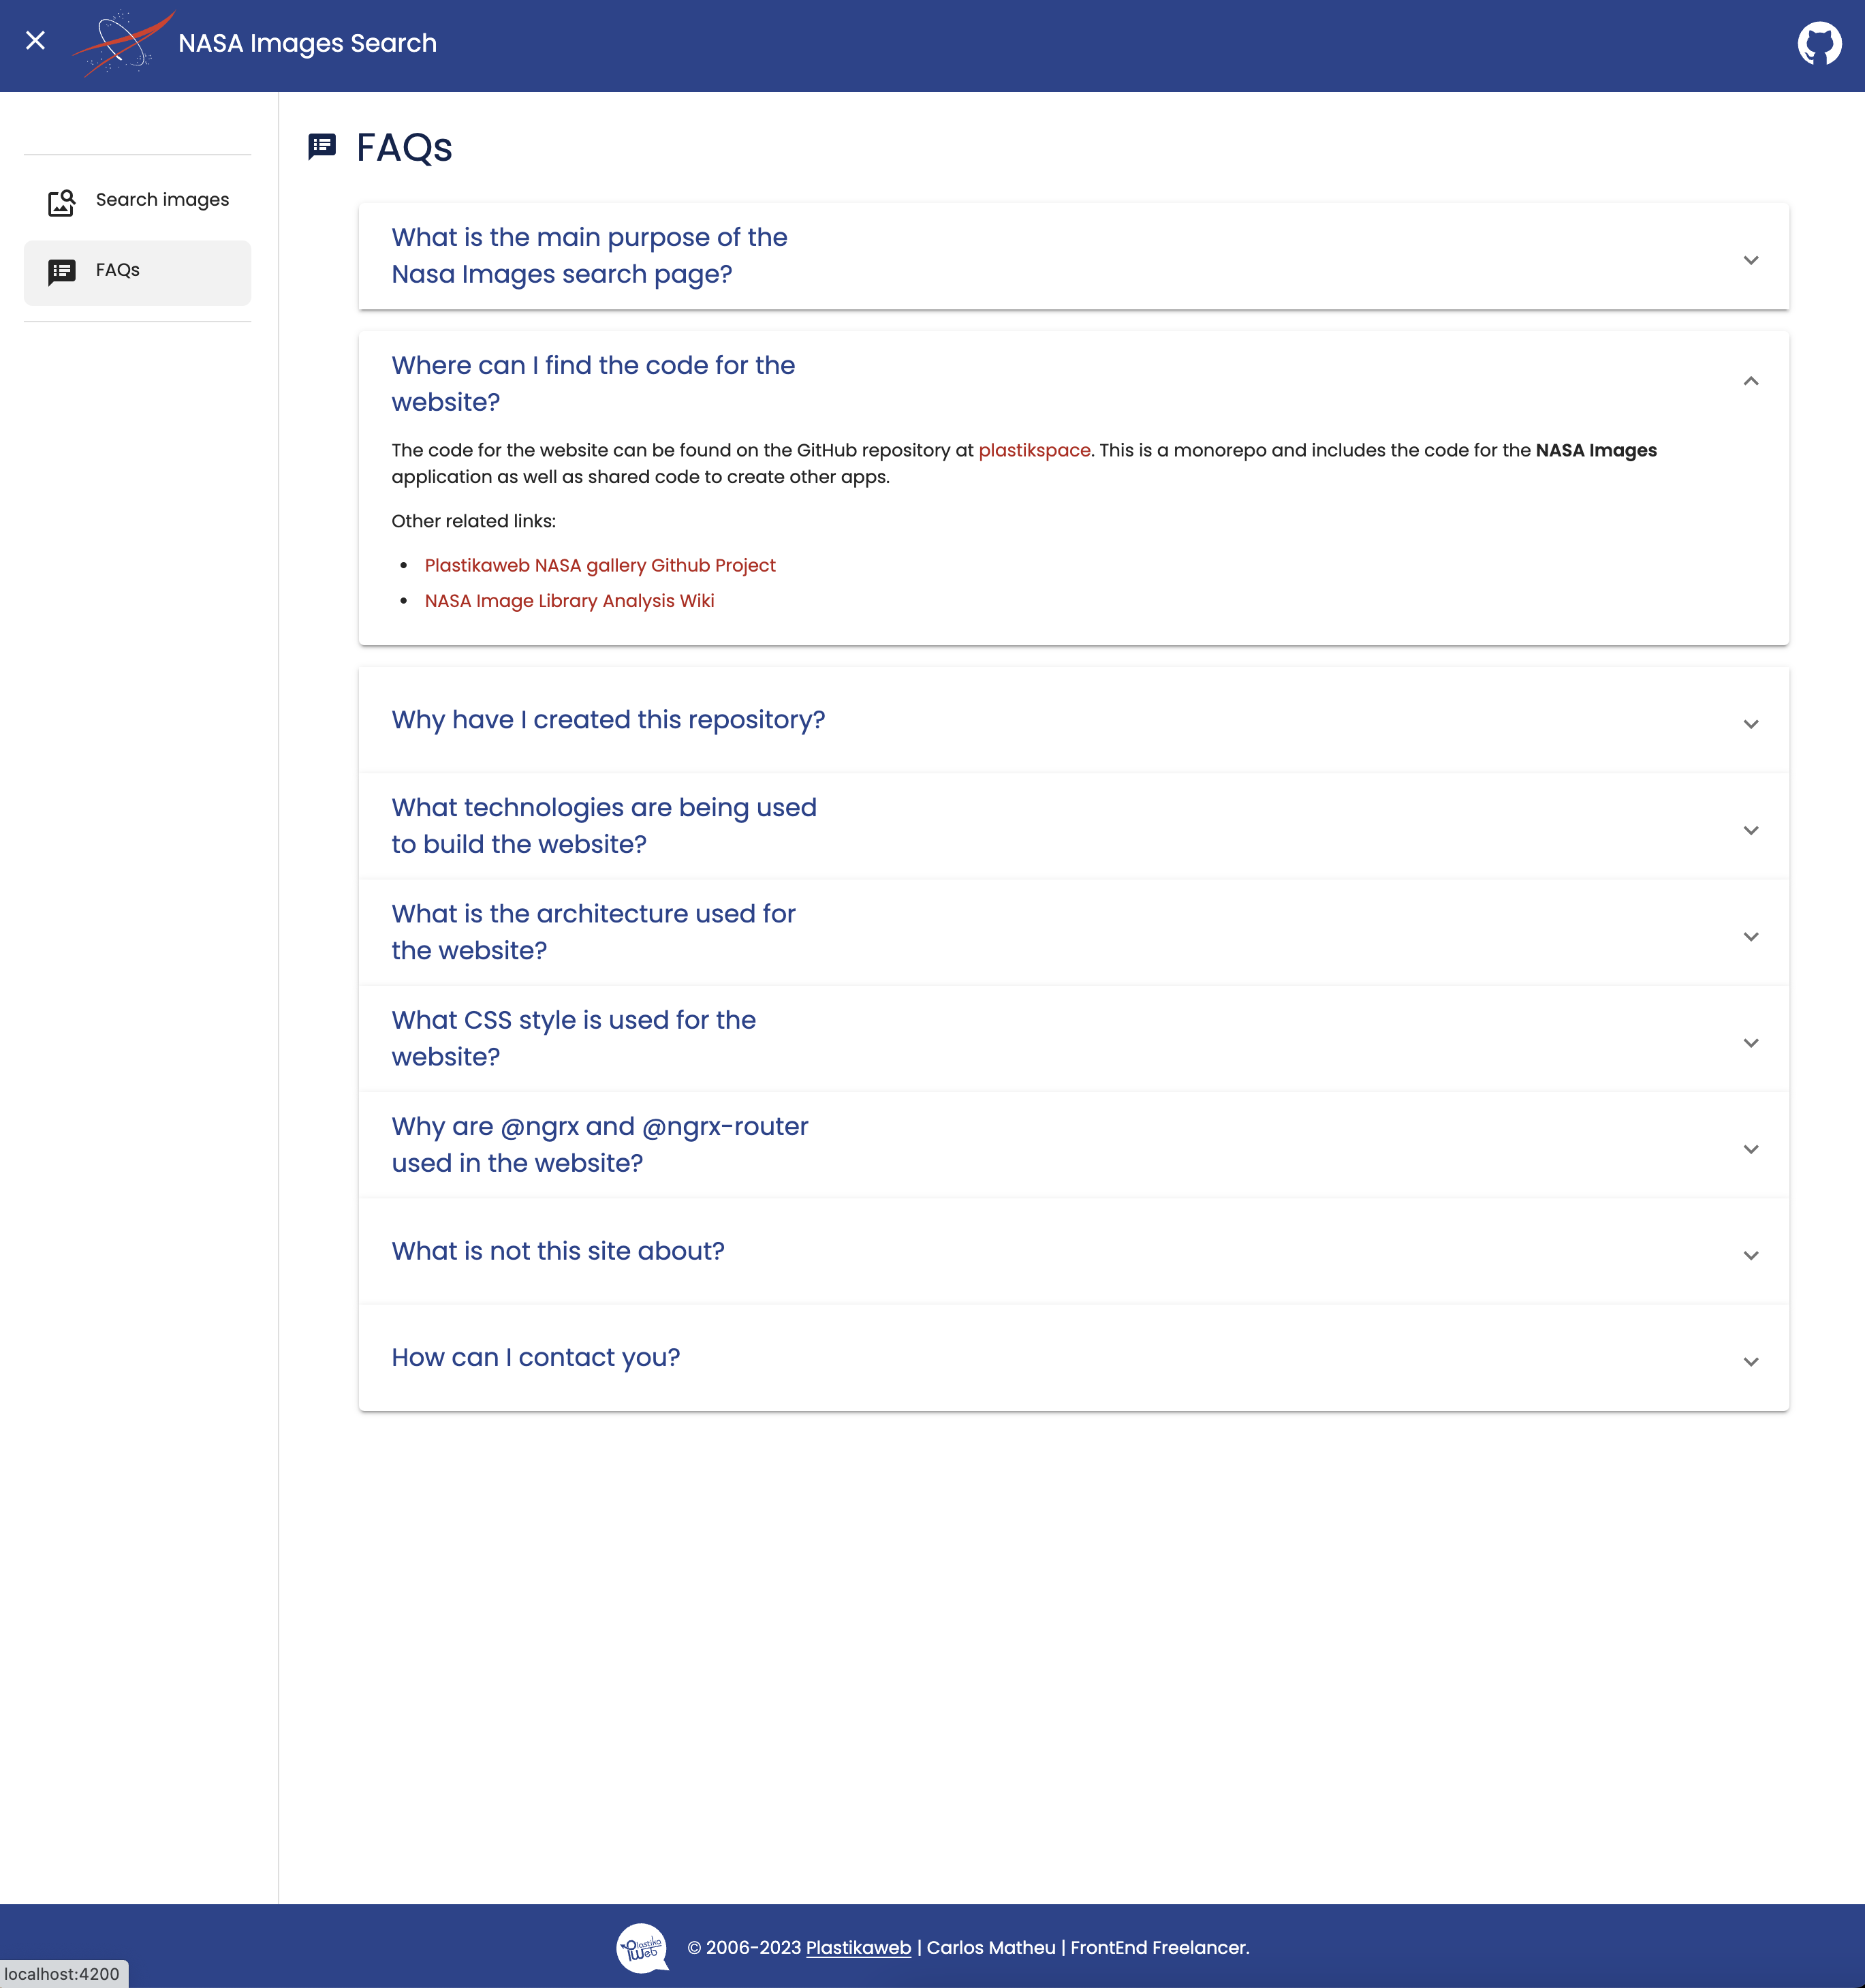 NASA Images Search
Search images
FAQs
FAQs
What is the main purpose of the
Nasa Images search page?
Where can I find the code for the
website?
The code for the website can be found on the GitHub repository at plastikspace. This is a monorepo and includes the code for the NASA Images
application as well as shared code to create other apps.
Other related links:
Plastikaweb NASA gallery Github Project
NASA Image Library Analysis Wiki
Why have I created this repository?
What technologies are being used
to build the website?
What is the architecture used for
the website?
What CSS style is used for the
website?
Why are @ngrx and @ngrx-router
used in the website?
What is not this site about?
How can I contact you?
Plastika
Web
© 2006-2023 Plastikaweb | Carlos Matheu | FrontEnd Freelancer.
localhost:4200